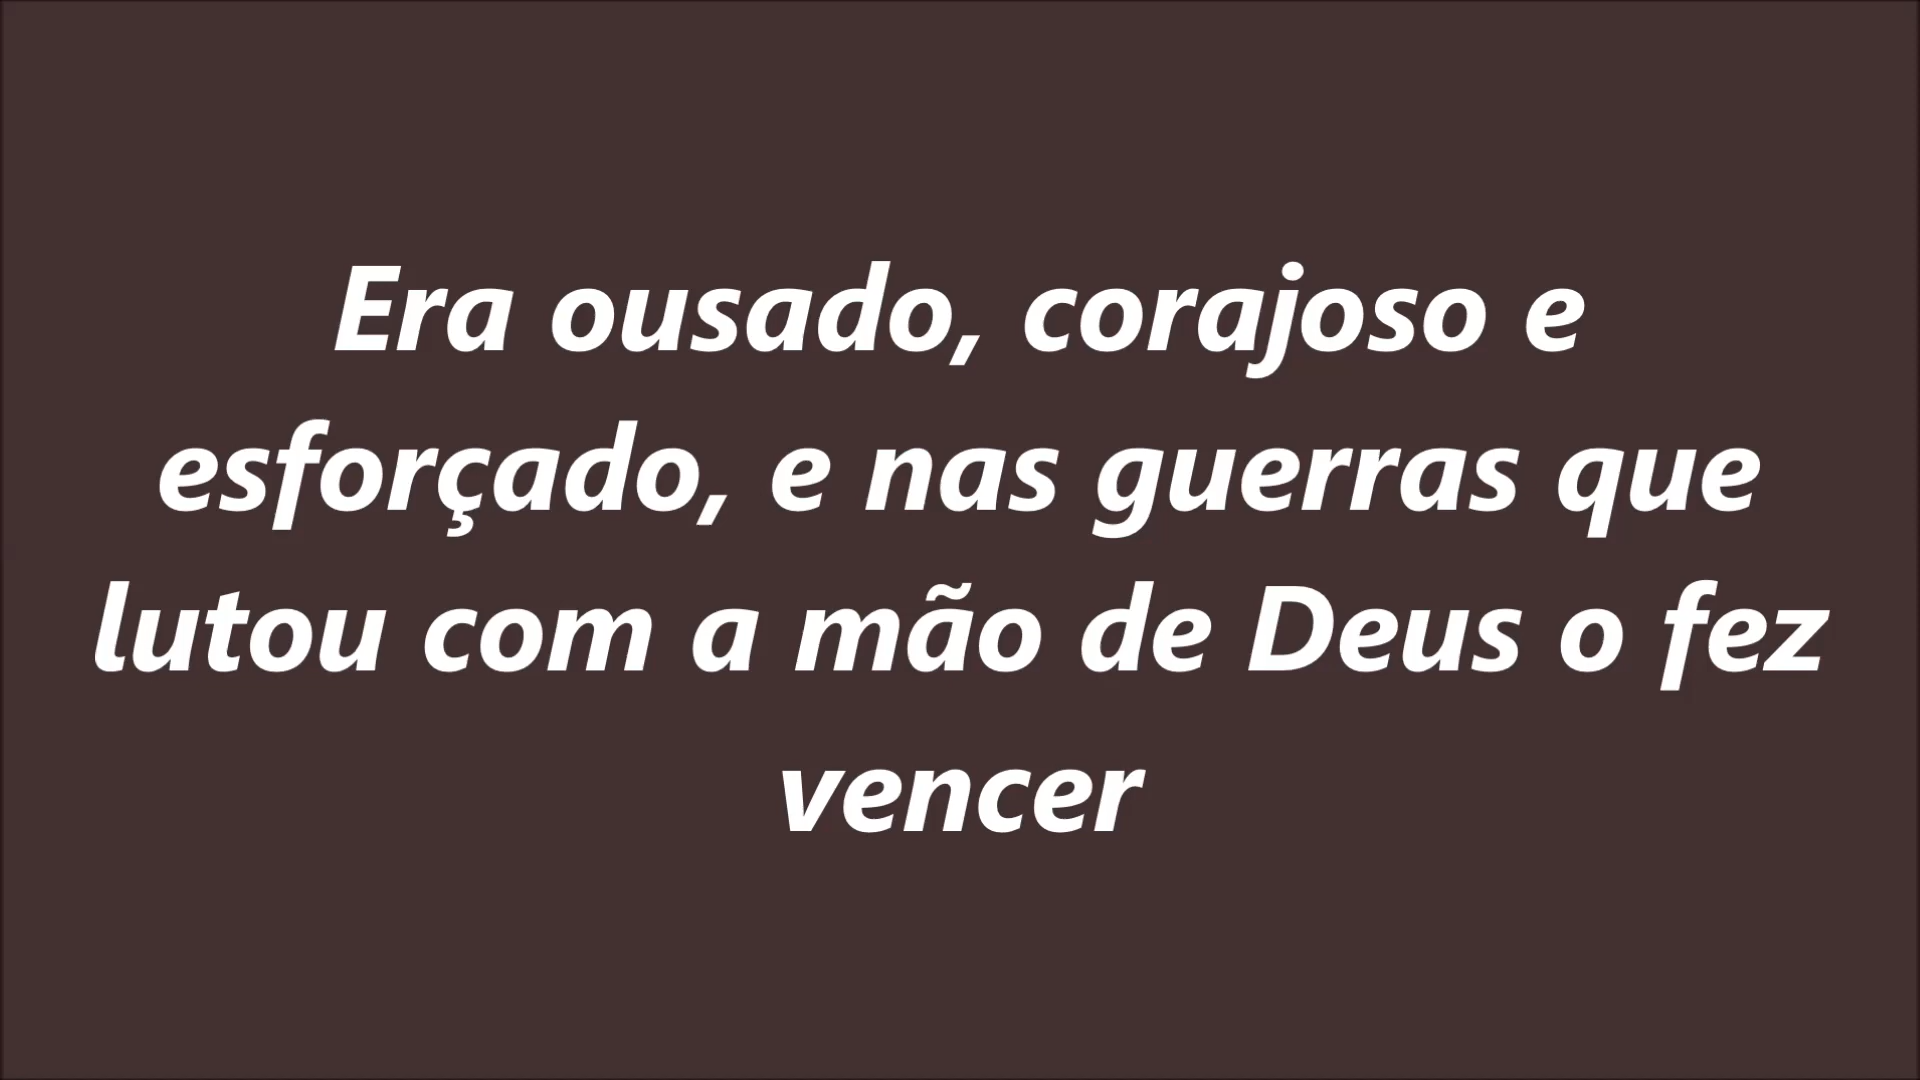 Era ousado, corajoso e
esforçado, e nas guerras que
lutou com a mão de Deus o fez
vencer